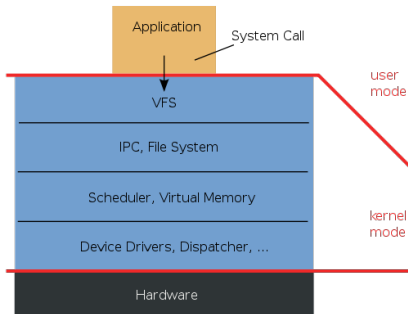 Application
System Call
user
mode
VFS
IPC, File System
Scheduler, Virtual Memory
kernel
mode
Device Drivers, Dispatcher, ...
Hardware